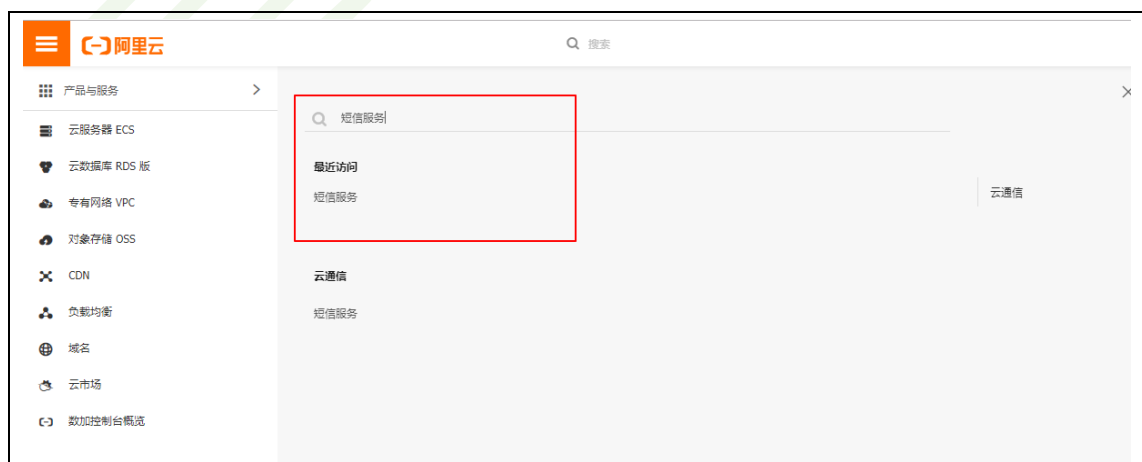 阿里云
搜索
产品与服务
云服务器 ECS
云数据库 RDS 版
专有网络 VPC
对象存储 OSS
CDN
负载均衡
域名
云市场
数加控制台概览
短信服务
最近访问
短信服务
云通信
短信服务
云通信